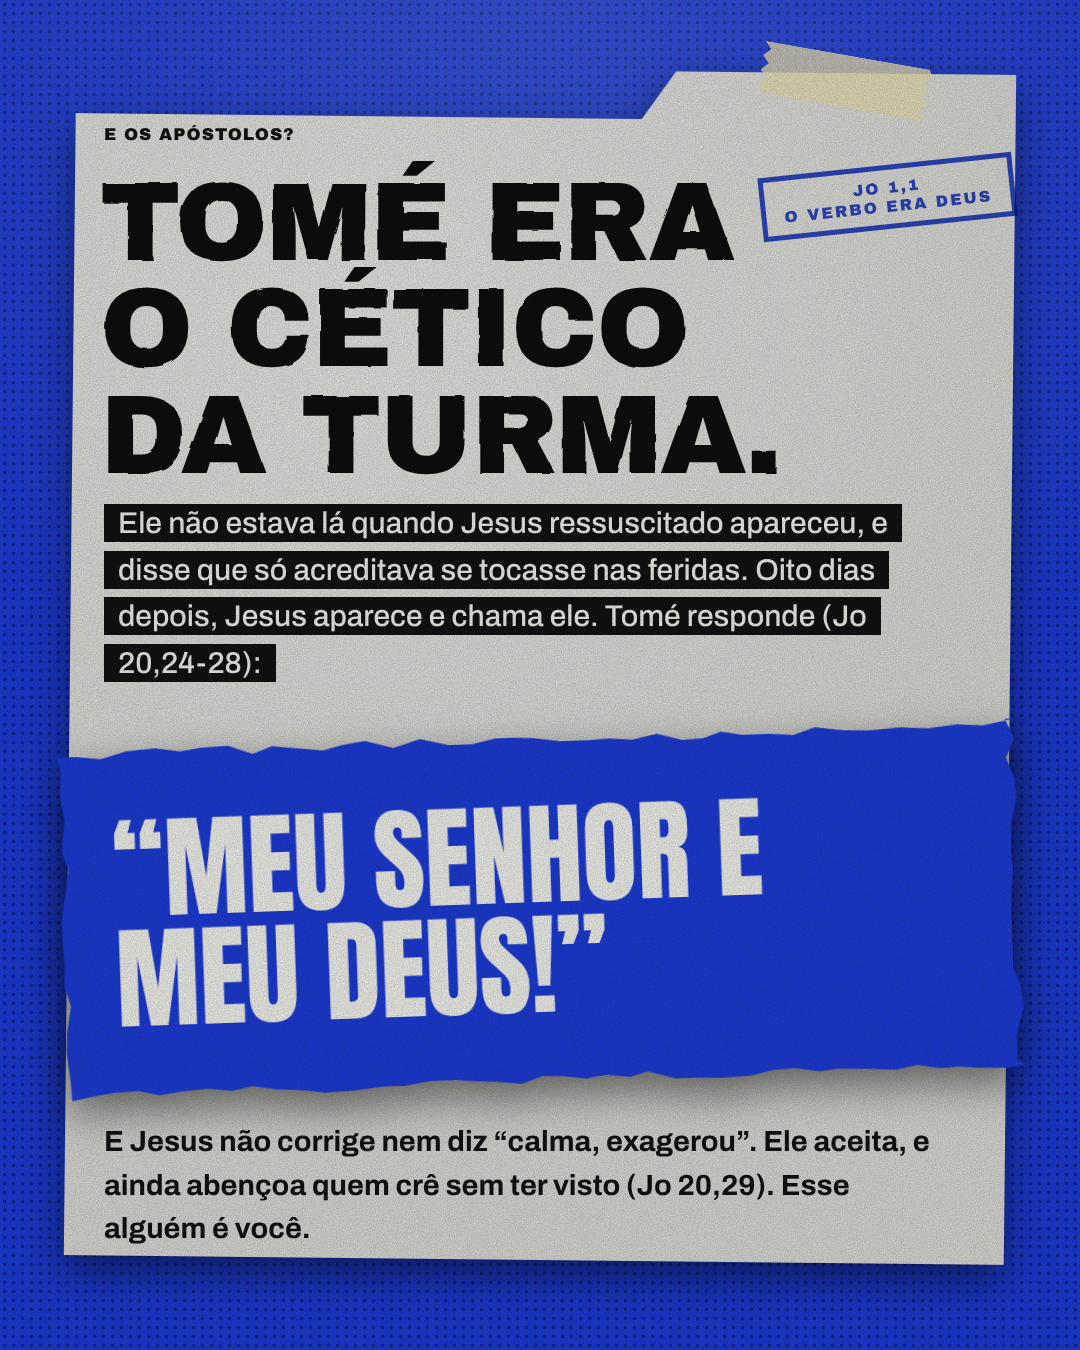 E OS APÓSTOLOS?
TOMÉ ERA
O CÉTICO
DA TURMA.
JO 1,1
O VERBO ERA DEUS
Ele não estava lá quando Jesus ressuscitado apareceu, e
disse que só acreditava se tocasse nas feridas. Oito dias
depois, Jesus aparece e chama ele. Tomé responde (Jo
20,24-28):
“MEU SENHOR E
MEU DEUS!”
E Jesus não corrige nem diz “calma, exagerou”. Ele aceita, e
ainda abençoa quem crê sem ter visto (Jo 20,29). Esse
alguém é você.